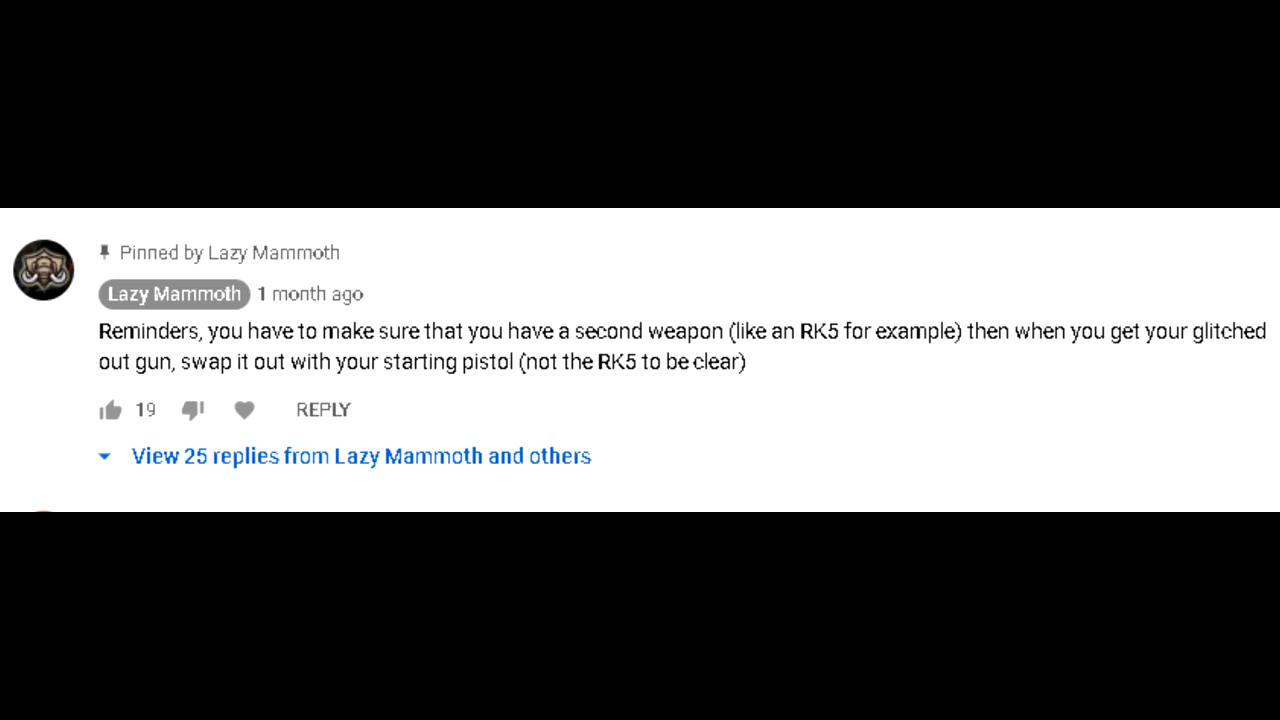 Pinned by Lazy Mammoth
Lazy Mammoth 1 month ago
Reminders, you have to make sure that you have a second weapon (like an RK5 for example) then when you get your glitched
out gun, swap it out with your starting pistol (not the RK5 to be clear)
19 REPLY
View 25 replies from Lazy Mammoth and others